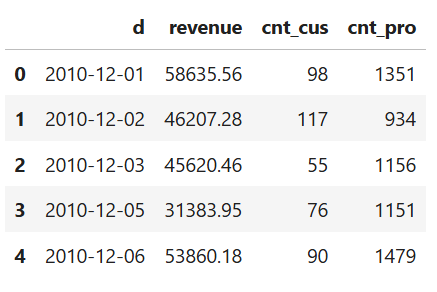 d revenue cnt_cus cnt_pro
0 2010-12-01 58635.56 98 1351
1 2010-12-02 46207.28 117 934
2 2010-12-03 45620.46 55 1156
3 2010-12-05 31383.95 76 1151
4 2010-12-06 53860.18 90 1479